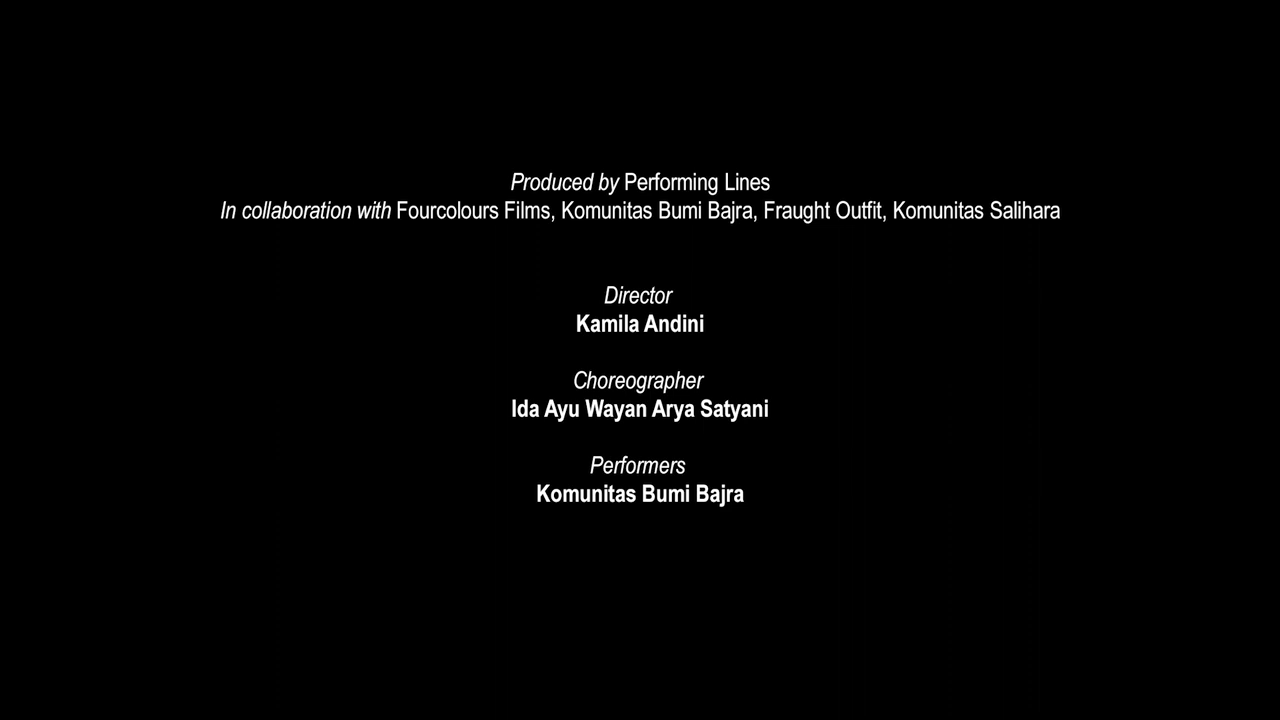 Produced by Performing Lines
In collaboration with Fourcolours Films, Komunitas Bumi Bajra, Fraught Outfit, Komunitas Salihara
Director
Kamila Andini
Choreographer
Ida Ayu Wayan Arya Satyani
Performers
Komunitas Bumi Bajra